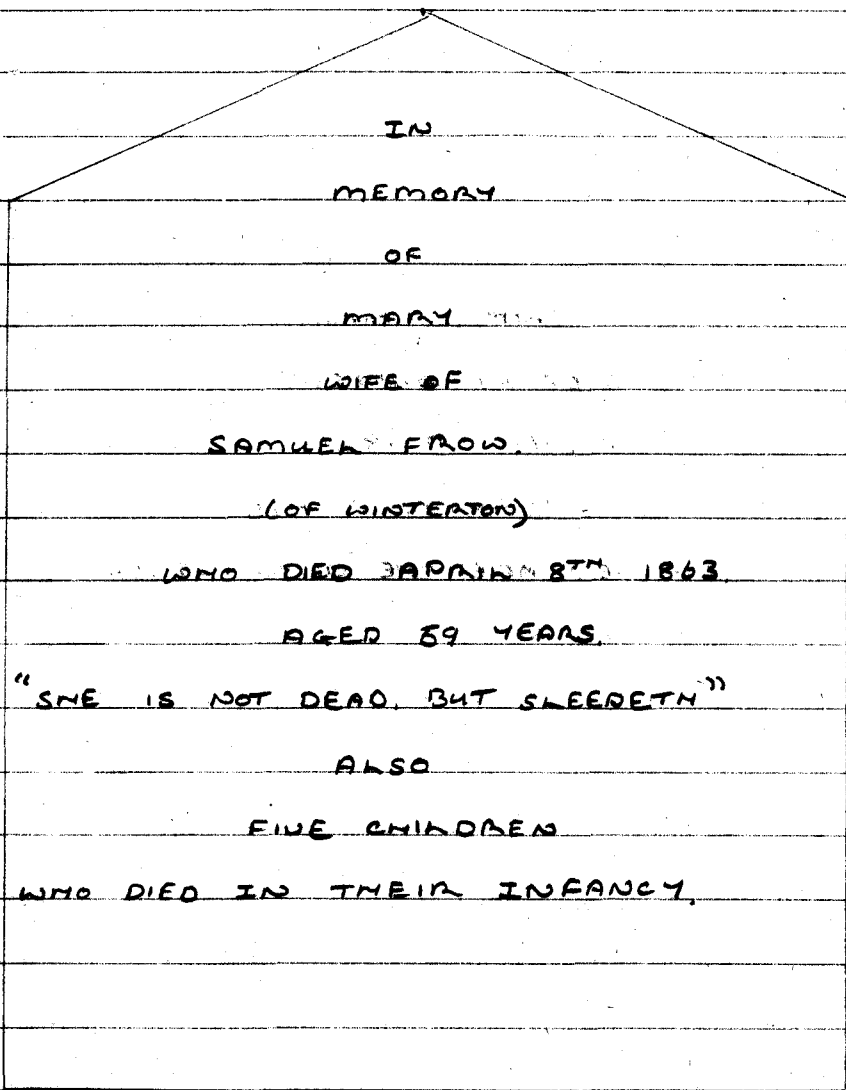 IN
MEMORY
OF
MARY
WIFE OF
SAMUEL FROW.
(OF WINTERTON)
WHO DIED APRIL 8TH 1863.
AGED 59 YEARS.
"SHE IS NOT DEAD, BUT SLEEPETH"
ALSO
FIVE CHILDREN
WHO DIED IN THEIR INFANCY.